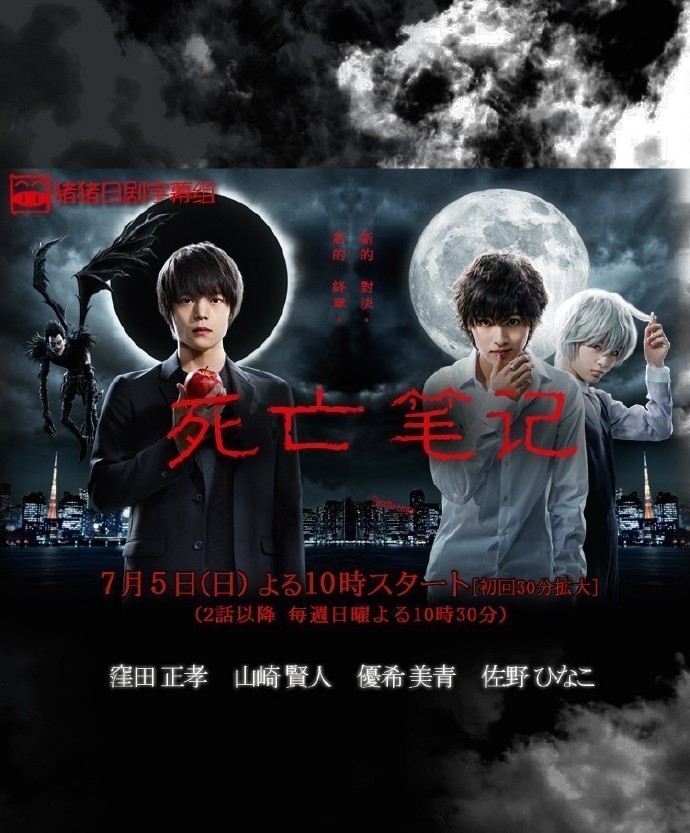 猪猪日剧字幕组
新的 對決。
新的 終章。
死亡笔记
7月5日(日) よる10時スタート[初回30分拡大]
(2話以降 毎週日曜よる10時30分)
窪田 正孝 山崎 賢人 優希 美青 佐野 ひなこ